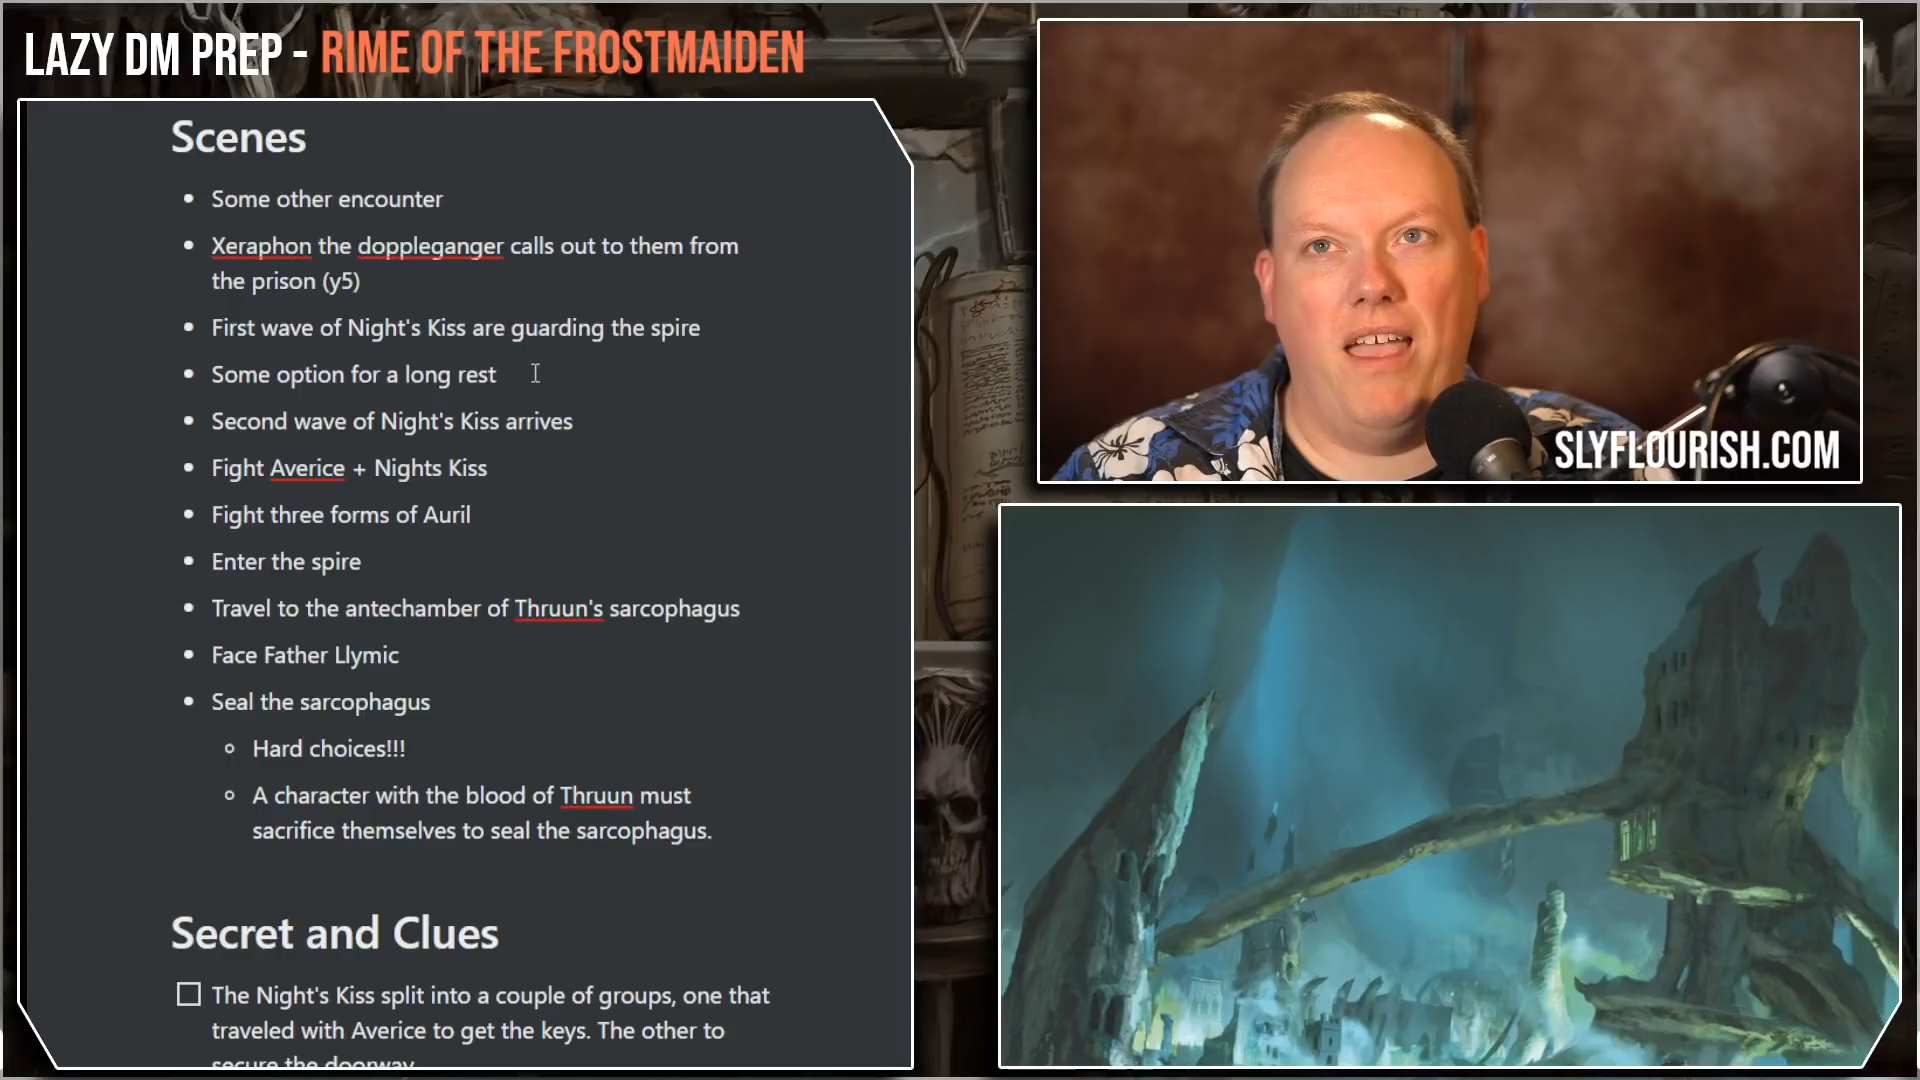 LAZY DM PREP - RIME OF THE FROSTMAIDEN
Scenes
• Some other encounter
• Xeraphon the doppleganger calls out to them from
the prison (y5)
• First wave of Night's Kiss are guarding the spire
• Some option for a long rest
• Second wave of Night's Kiss arrives
• Fight Averice + Nights Kiss
• Fight three forms of Auril
• Enter the spire
• Travel to the antechamber of Thruun's sarcophagus
• Face Father Llymic
• Seal the sarcophagus
◦ Hard choices!!!
◦ A character with the blood of Thruun must
sacrifice themselves to seal the sarcophagus.
Secret and Clues
☐ The Night's Kiss split into a couple of groups, one that
traveled with Averice to get the keys. The other to
secure the doorway
SLYFLOURISH.COM